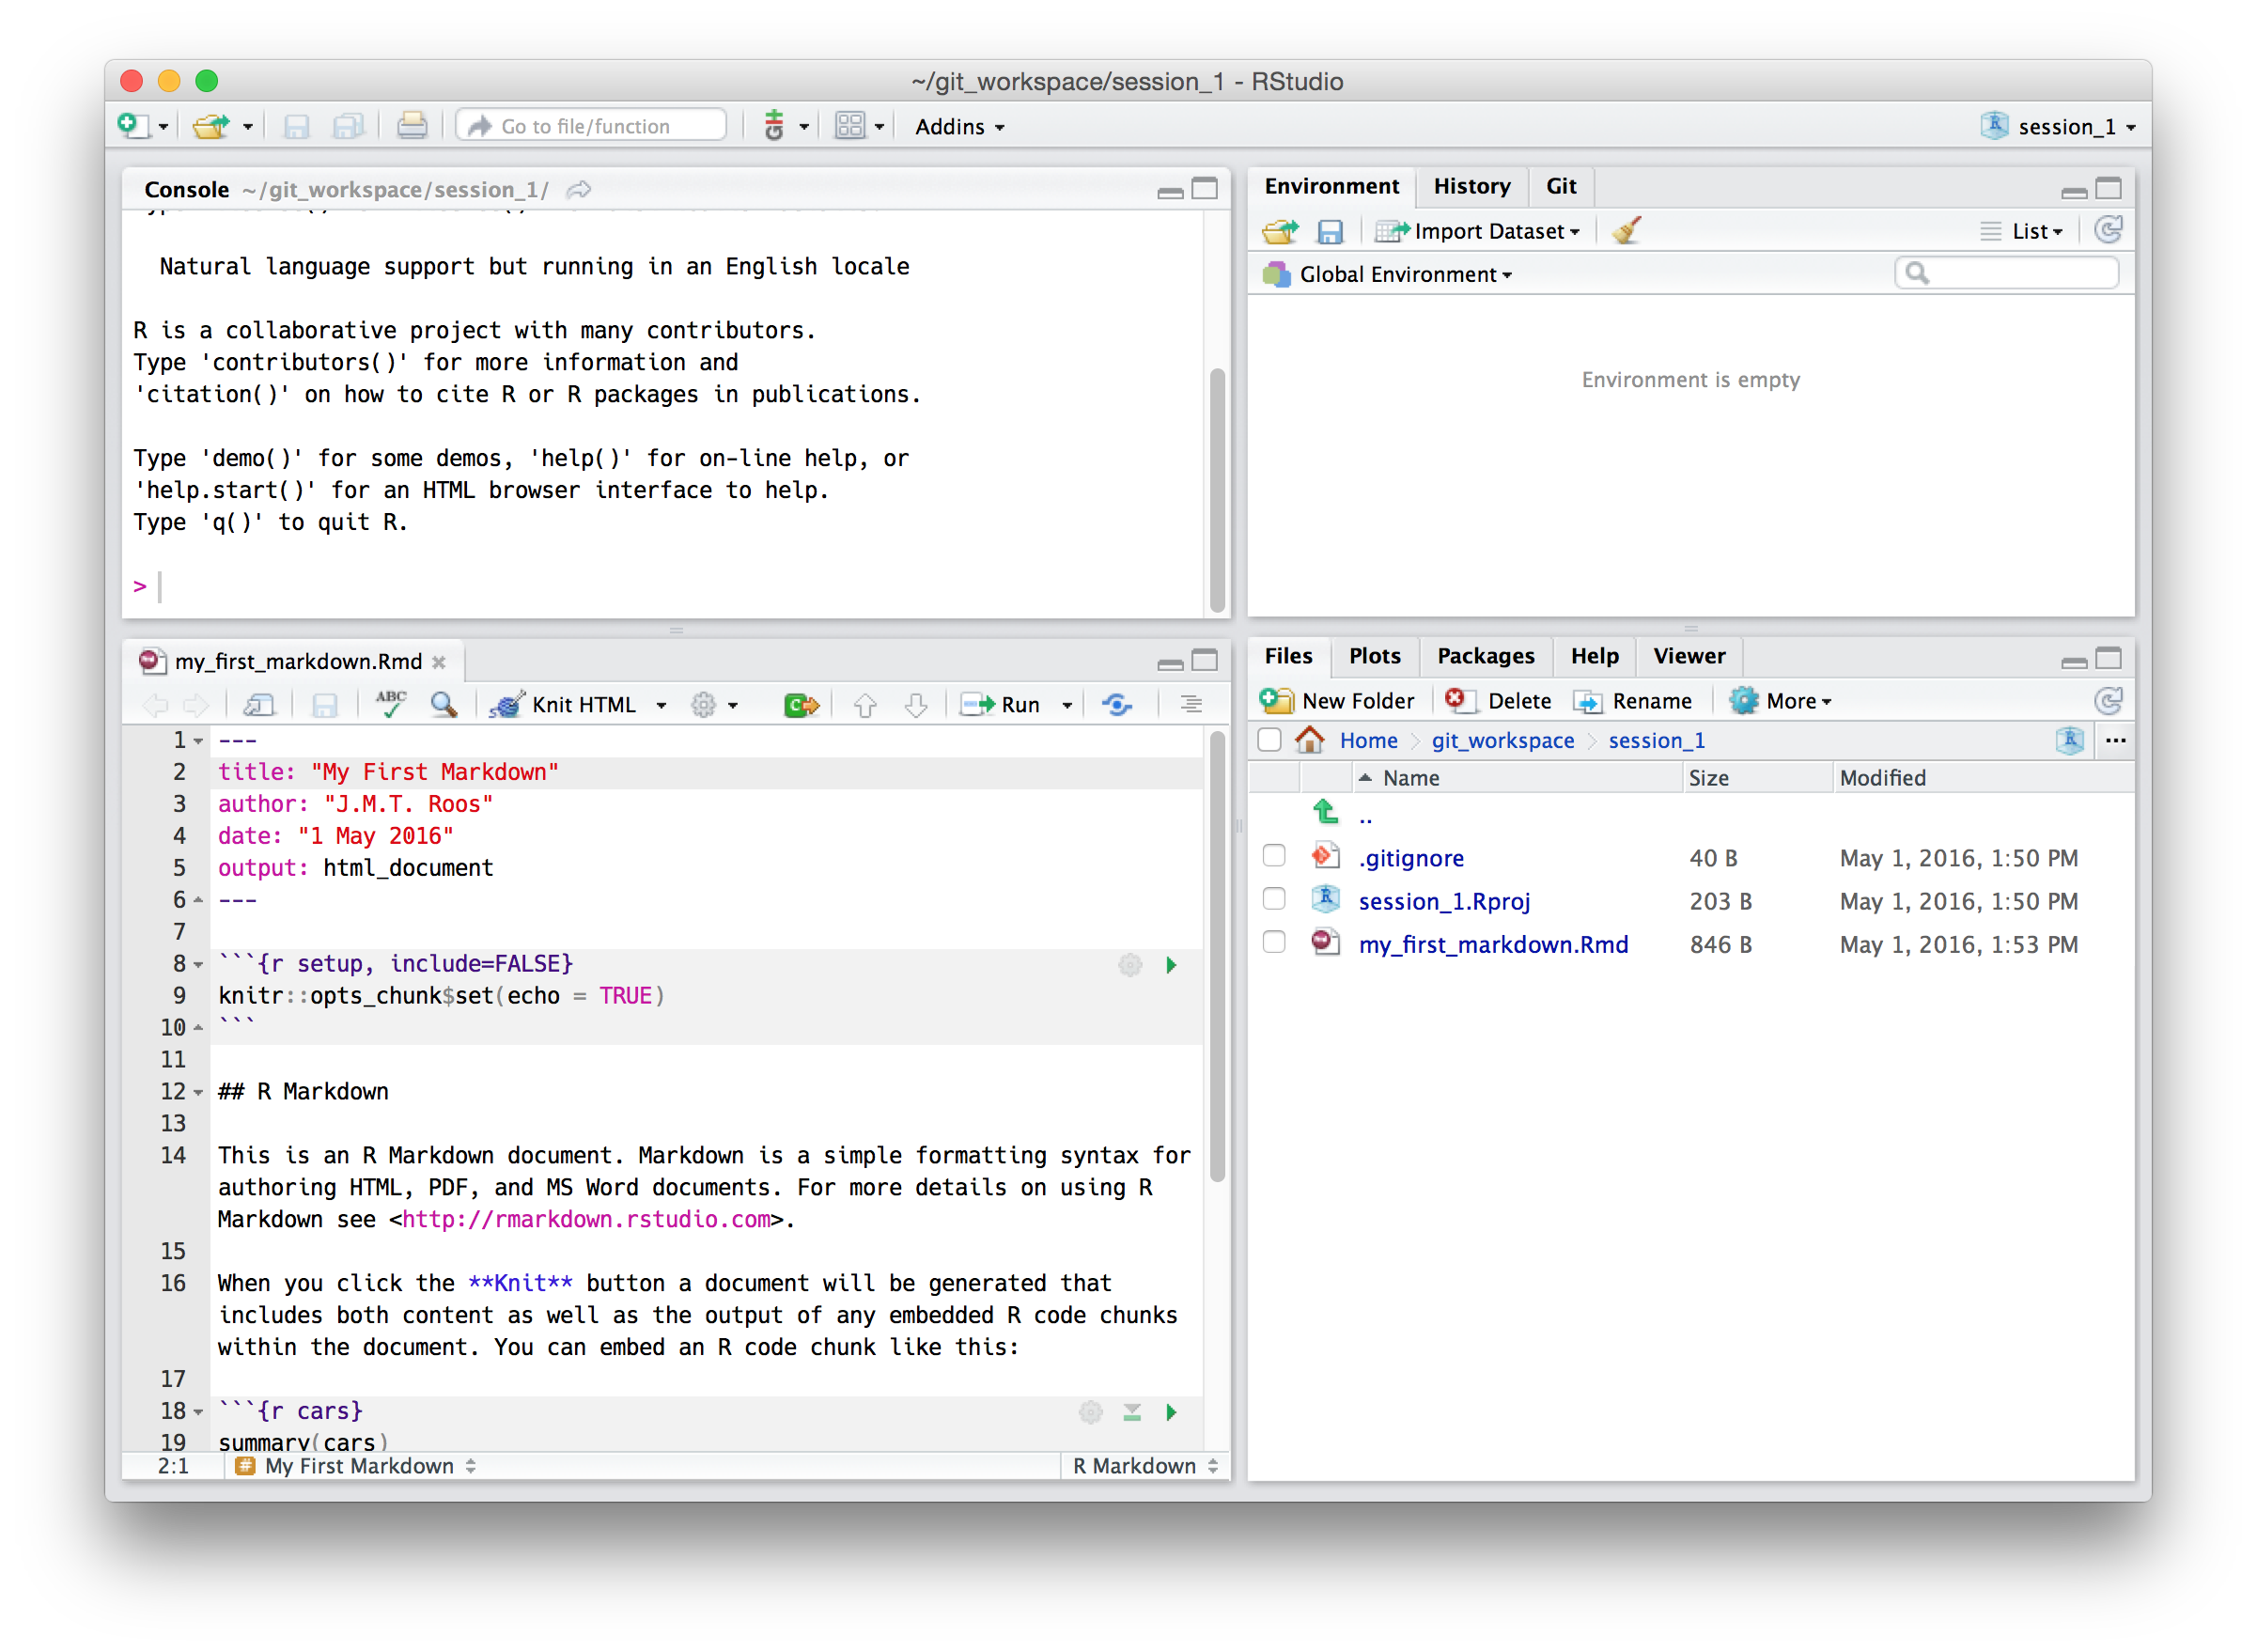 ~/git_workspace/session_1 - RStudio
Go to file/function
Addins
session_1
Console ~/git_workspace/session_1/
Natural language support but running in an English locale
R is a collaborative project with many contributors.
Type 'contributors()' for more information and
'citation()' on how to cite R or R packages in publications.
Type 'demo()' for some demos, 'help()' for on-line help, or
'help.start()' for an HTML browser interface to help.
Type 'q()' to quit R.
>
my_first_markdown.Rmd
ABC
Knit HTML
Run
1 ---
2 title: "My First Markdown"
3 author: "J.M.T. Roos"
4 date: "1 May 2016"
5 output: html_document
6 ---
7
8 ```{r setup, include=FALSE}
9 knitr::opts_chunk$set(echo = TRUE)
10 ```
11
12 ## R Markdown
13
14 This is an R Markdown document. Markdown is a simple formatting syntax for
authoring HTML, PDF, and MS Word documents. For more details on using R
Markdown see <http://rmarkdown.rstudio.com>.
15
16 When you click the **Knit** button a document will be generated that
includes both content as well as the output of any embedded R code chunks
within the document. You can embed an R code chunk like this:
17
18 ```{r cars}
19 summary(cars)
2:1 # My First Markdown R Markdown
Environment History Git
Import Dataset List
Global Environment
Environment is empty
Files Plots Packages Help Viewer
New Folder Delete Rename More
Home git_workspace session_1 ...
Name Size Modified
..
.gitignore 40 B May 1, 2016, 1:50 PM
session_1.Rproj 203 B May 1, 2016, 1:50 PM
my_first_markdown.Rmd 846 B May 1, 2016, 1:53 PM